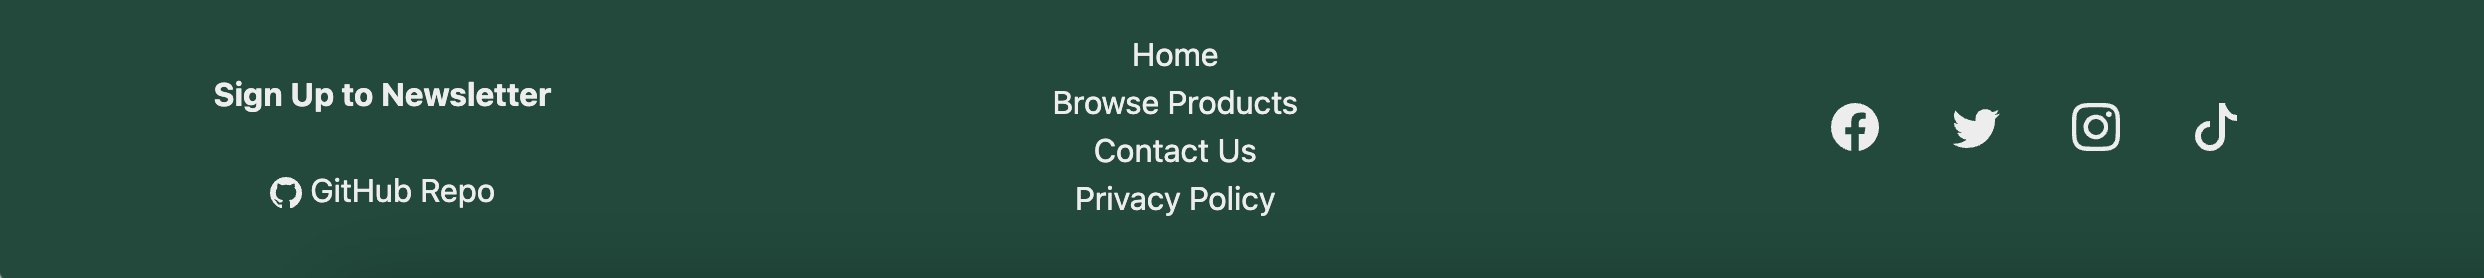 Sign Up to Newsletter
GitHub Repo
Home
Browse Products
Contact Us
Privacy Policy